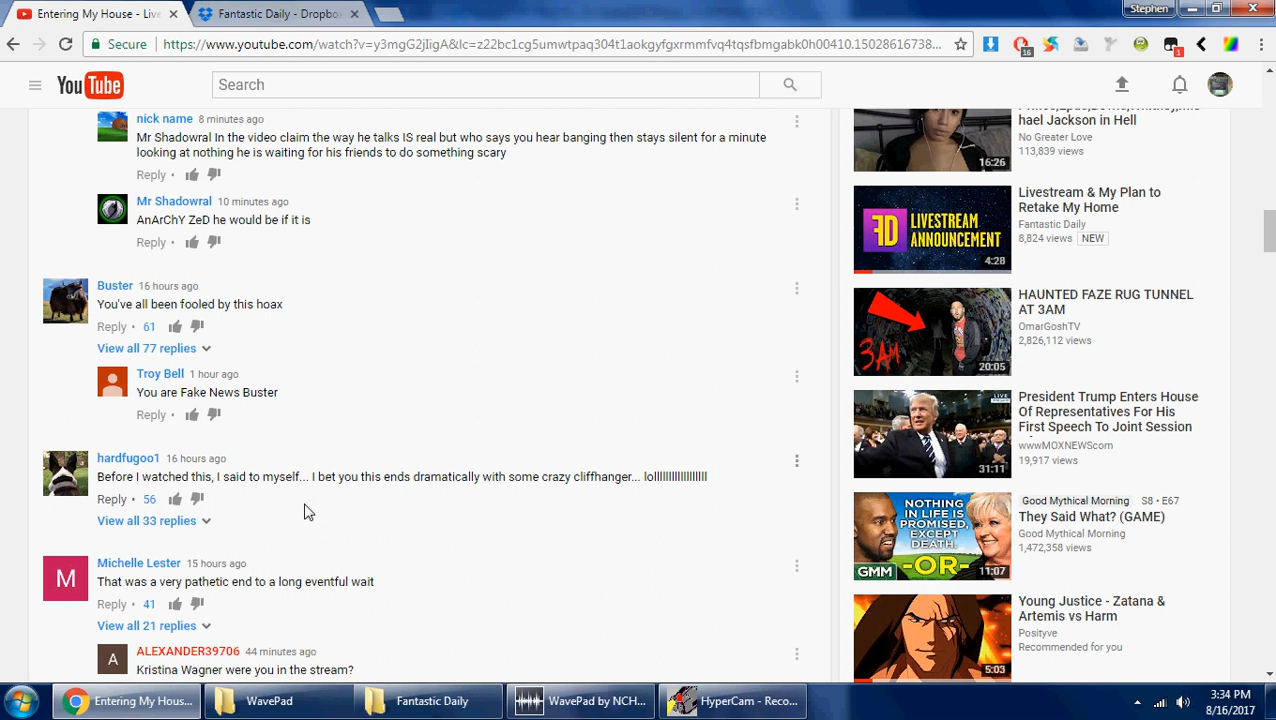 Entering My House - Live
Fantastic Daily - Dropbox
Stephen
Secure
16
1
YouTube
Search
nick name 8 minutes ago
Mr Shadowral In the video claim he way he talks IS real but who says you hear banging then stays silent for a minute
looking at nothing he is waiting for his friends to do something scary
Reply
Mr Shadowral 10 minutes ago
AnArChY ZeD he would be if it is
Reply
Buster 16 hours ago
You've all been fooled by this hoax
Reply 61
View all 77 replies
Troy Bell 1 hour ago
You are Fake News Buster
Reply
hardfugoo1 16 hours ago
Before I watched this, I said to myself... I bet you this ends dramatically with some crazy cliffhanger...
Reply 56
View all 33 replies
M
Michelle Lester 15 hours ago
That was a very pathetic end to a long eventful wait
Reply 41
View all 21 replies
A
ALEXANDER39706 44 minutes ago
Kristina Wagner were you in the stream?
hael Jackson in Hell
No Greater Love
113,839 views
16:26
FD LIVESTREAM
ANNOUNCEMENT
4:28
Livestream & My Plan to
Retake My Home
Fantastic Daily
8,824 views NEW
3AM
20:05
HAUNTED FAZE RUG TUNNEL
AT 3AM
OmarGoshTV
2,826,112 views
LIVE
31:11
President Trump Enters House
Of Representatives For His
First Speech To Joint Session
wwwMOXNEWScom
19,917 views
NOTHING
IN LIFE IS
PROMISED,
EXCEPT
DEATH.
-OR-
GMM
11:07
Good Mythical Morning S8 • E67
They Said What? (GAME)
Good Mythical Morning
1,472,358 views
5:03
Young Justice - Zatana &
Artemis vs Harm
Posityve
Recommended for you
Entering My Hous...
WavePad
Fantastic Daily
WavePad by NCH...
HyperCam - Reco...
3:34 PM
8/16/2017